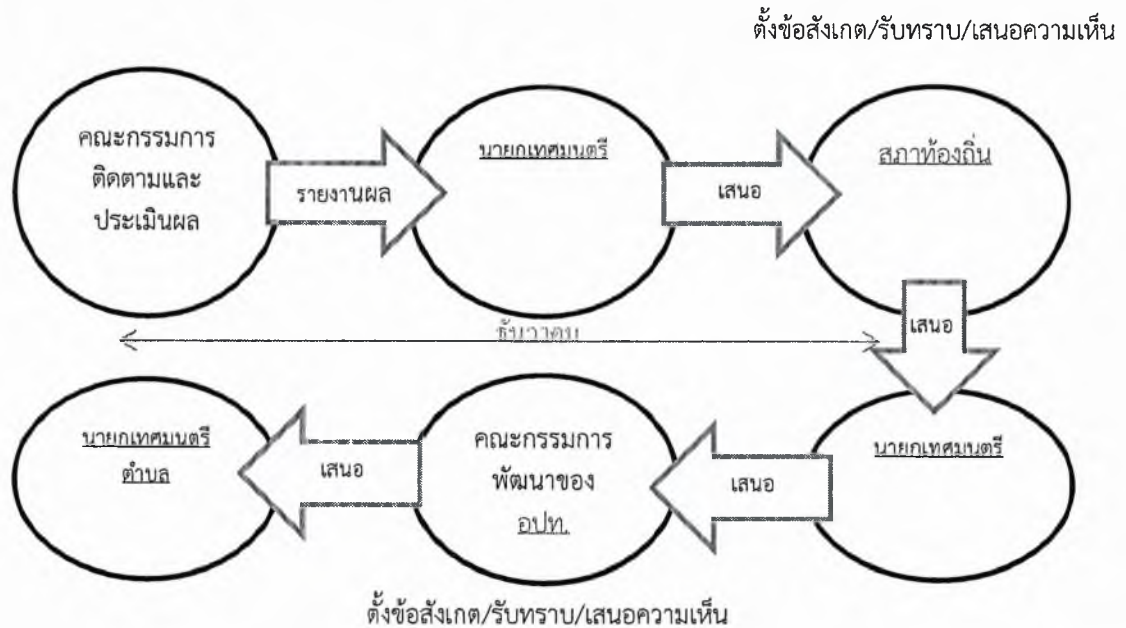 ตั้งข้อสังเกต/รับทราบ/เสนอความเห็น
คณะกรรมการ
ติดตามและ
ประเมินผล
รายงานผล
นายกเทศมนตรี
เสนอ
สภาท้องถิ่น
เสนอ
ธันวาคม
นายกเทศมนตรี
เสนอ
คณะกรรมการ
พัฒนาของ
อปท.
เสนอ
นายกเทศมนตรี
ตำบล
ตั้งข้อสังเกต/รับทราบ/เสนอความเห็น